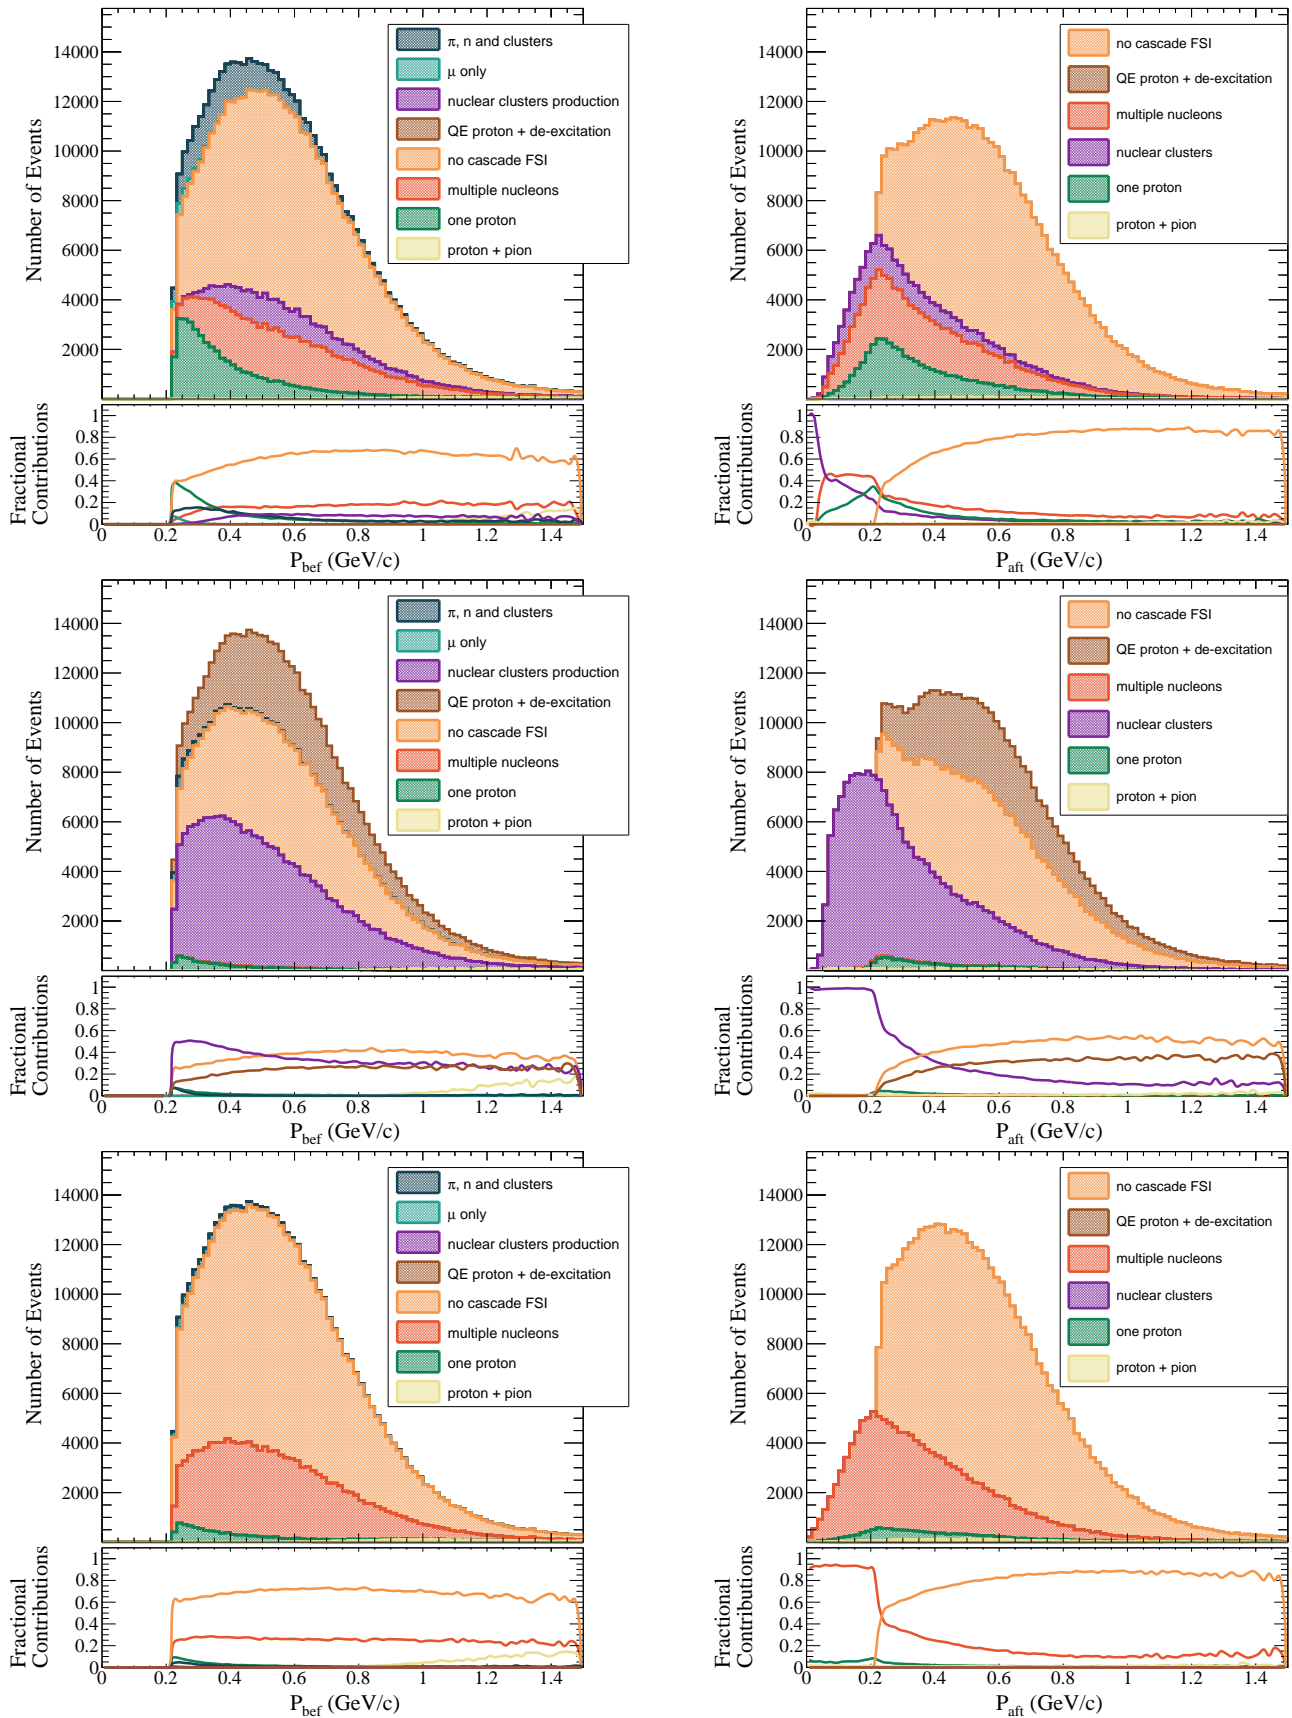 14000
12000
10000
8000
6000
4000
2000
Number of Events
π, n and clusters
μ only
nuclear clusters production
QE proton + de-excitation
no cascade FSI
multiple nucleons
one proton
proton + pion
1
0.8
0.6
0.4
0.2
0
Fractional
Contributions
0 0.2 0.4 0.6 0.8 1 1.2 1.4
P_bef (GeV/c)
14000
12000
10000
8000
6000
4000
2000
Number of Events
no cascade FSI
QE proton + de-excitation
multiple nucleons
nuclear clusters
one proton
proton + pion
1
0.8
0.6
0.4
0.2
0
Fractional
Contributions
0 0.2 0.4 0.6 0.8 1 1.2 1.4
P_aft (GeV/c)
14000
12000
10000
8000
6000
4000
2000
Number of Events
π, n and clusters
μ only
nuclear clusters production
QE proton + de-excitation
no cascade FSI
multiple nucleons
one proton
proton + pion
1
0.8
0.6
0.4
0.2
0
Fractional
Contributions
0 0.2 0.4 0.6 0.8 1 1.2 1.4
P_bef (GeV/c)
14000
12000
10000
8000
6000
4000
2000
Number of Events
no cascade FSI
QE proton + de-excitation
multiple nucleons
nuclear clusters
one proton
proton + pion
1
0.8
0.6
0.4
0.2
0
Fractional
Contributions
0 0.2 0.4 0.6 0.8 1 1.2 1.4
P_aft (GeV/c)
14000
12000
10000
8000
6000
4000
2000
Number of Events
π, n and clusters
μ only
nuclear clusters production
QE proton + de-excitation
no cascade FSI
multiple nucleons
one proton
proton + pion
1
0.8
0.6
0.4
0.2
0
Fractional
Contributions
0 0.2 0.4 0.6 0.8 1 1.2 1.4
P_bef (GeV/c)
14000
12000
10000
8000
6000
4000
2000
Number of Events
no cascade FSI
QE proton + de-excitation
multiple nucleons
nuclear clusters
one proton
proton + pion
1
0.8
0.6
0.4
0.2
0
Fractional
Contributions
0 0.2 0.4 0.6 0.8 1 1.2 1.4
P_aft (GeV/c)